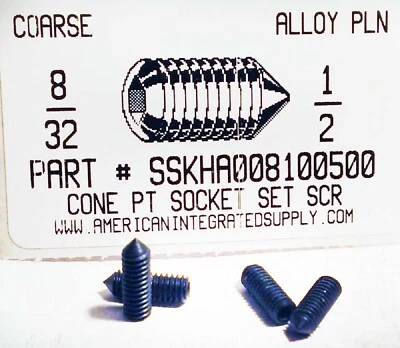 COARSE ALLOY PLN
8/32 1/2
PART # SSKHA008100500
CONE PT SOCKET SET SCR
WWW.AMERICANINTEGRATEDSUPPLY.COM